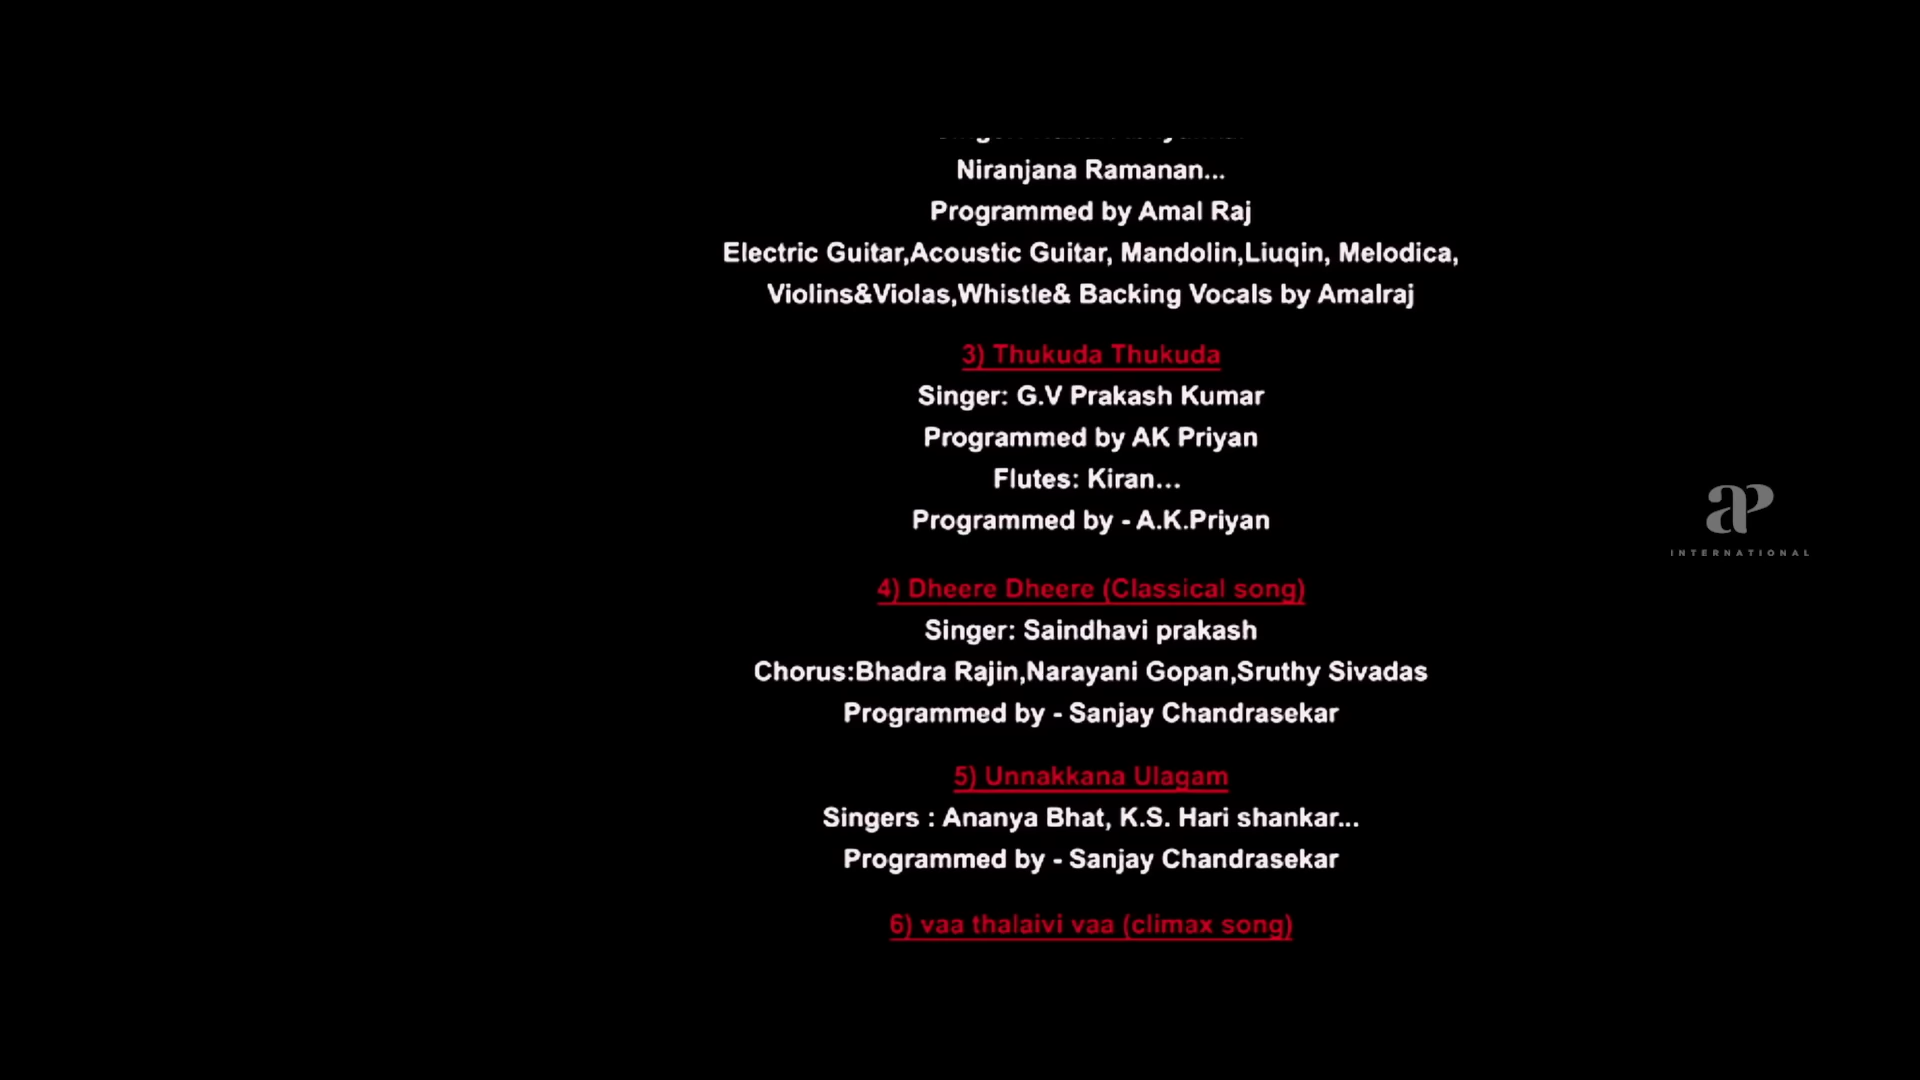 Niranjana Ramanan...
Programmed by Amal Raj
Electric Guitar,Acoustic Guitar, Mandolin,Liuqin, Melodica,
Violins&Violas,Whistle& Backing Vocals by Amalraj
3) Thukuda Thukuda
Singer: G.V Prakash Kumar
Programmed by AK Priyan
Flutes: Kiran...
Programmed by - A.K.Priyan
4) Dheere Dheere (Classical song)
Singer: Saindhavi prakash
Chorus:Bhadra Rajin,Narayani Gopan,Sruthy Sivadas
Programmed by - Sanjay Chandrasekar
5) Unnakkana Ulagam
Singers : Ananya Bhat, K.S. Hari shankar...
Programmed by - Sanjay Chandrasekar
6) vaa thalaivi vaa (climax song)
aP
INTERNATIONAL